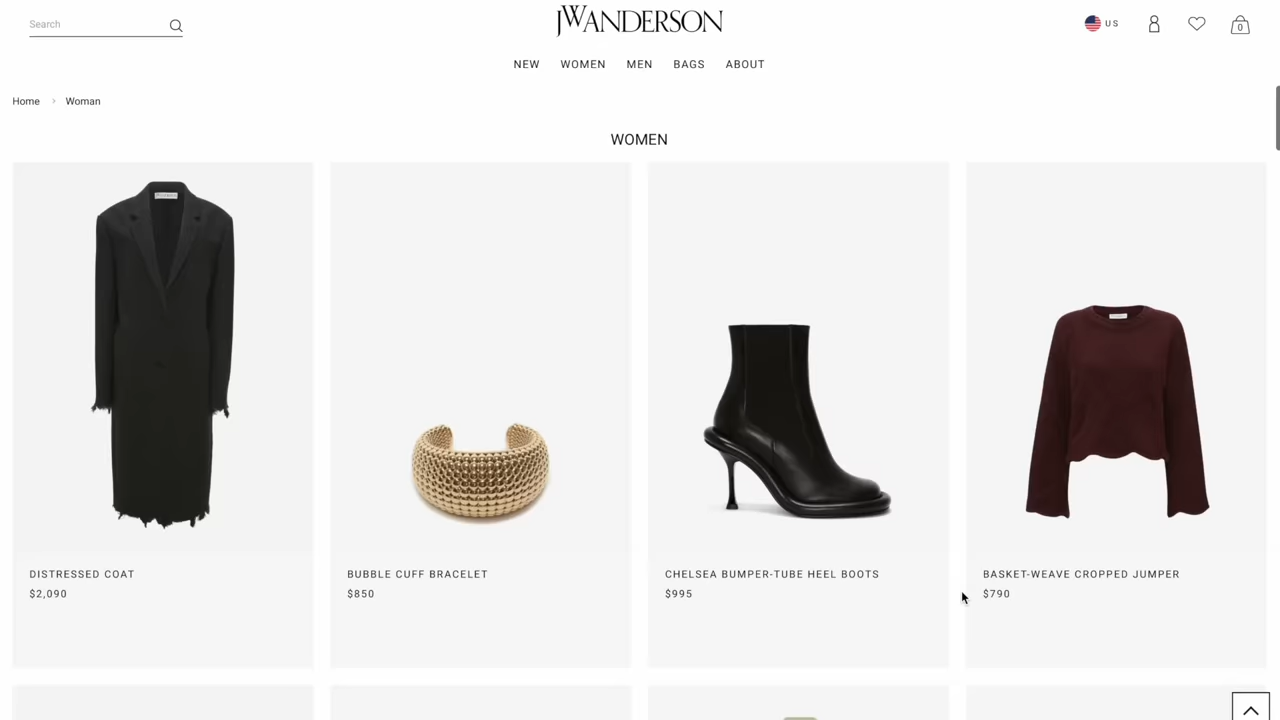 Search
JWANDERSON
US
0
NEW WOMEN MEN BAGS ABOUT
Home > Woman
WOMEN
DISTRESSED COAT
$2,090
BUBBLE CUFF BRACELET
$850
CHELSEA BUMPER-TUBE HEEL BOOTS
$995
BASKET-WEAVE CROPPED JUMPER
$790